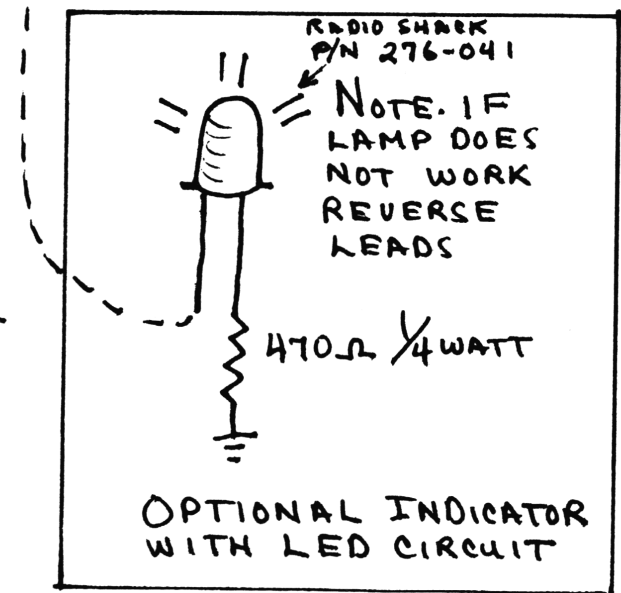 RADIO SHACK
P/N 276-041
NOTE. IF
LAMP DOES
NOT WORK
REVERSE
LEADS
470Ω 1/4 WATT
OPTIONAL INDICATOR
WITH LED CIRCUIT